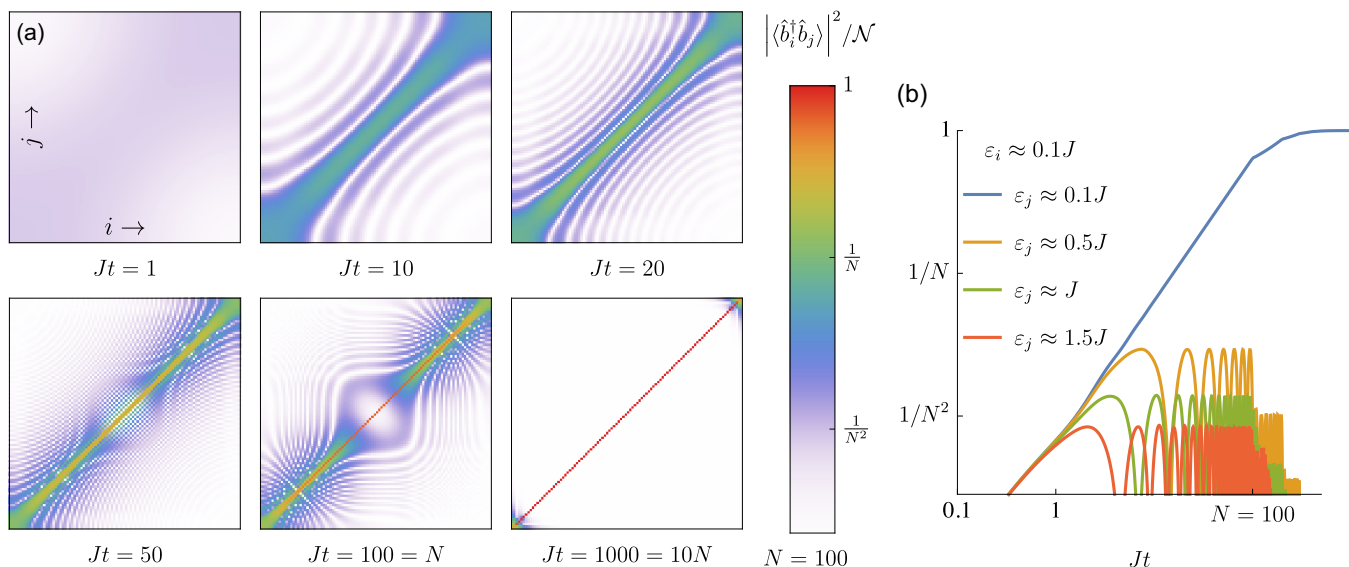 (a)
j →
i →
Jt = 1
Jt = 10
Jt = 20
Jt = 50
Jt = 100 = N
Jt = 1000 = 10N
|⟨b̂ᵢ†b̂ⱼ⟩|²/𝒩
1
1/N
1/N²
N = 100
(b)
1
1/N
1/N²
εᵢ ≈ 0.1J
εⱼ ≈ 0.1J
εⱼ ≈ 0.5J
εⱼ ≈ J
εⱼ ≈ 1.5J
0.1
1
N = 100
Jt